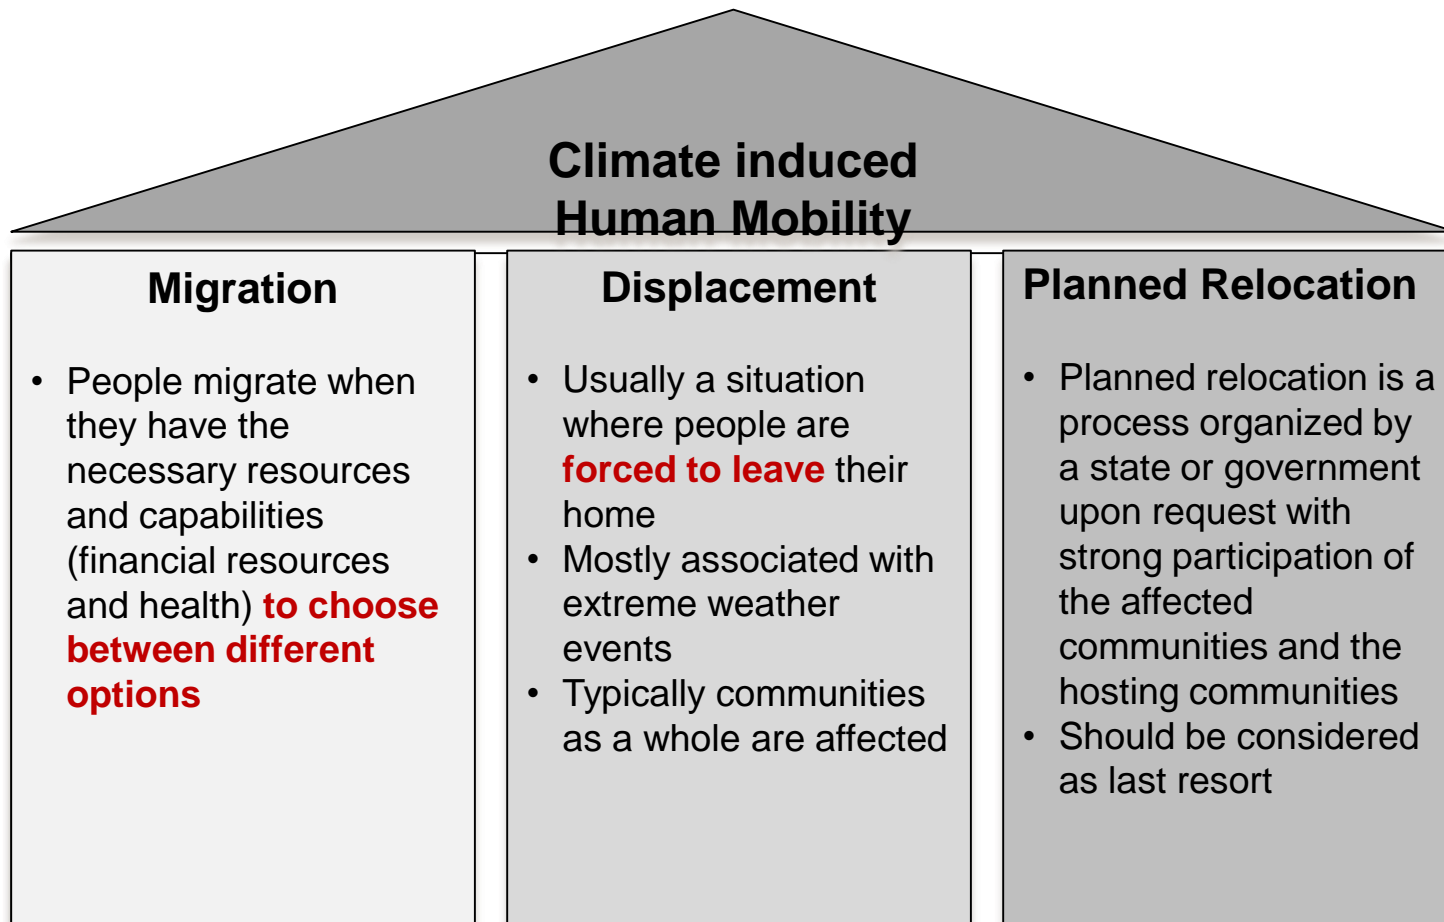 Climate induced
Human Mobility
Migration
• People migrate when
they have the
necessary resources
and capabilities
(financial resources
and health) to choose
between different
options
Displacement
• Usually a situation
where people are
forced to leave their
home
• Mostly associated with
extreme weather
events
• Typically communities
as a whole are affected
Planned Relocation
• Planned relocation is a
process organized by
a state or government
upon request with
strong participation of
the affected
communities and the
hosting communities
• Should be considered
as last resort